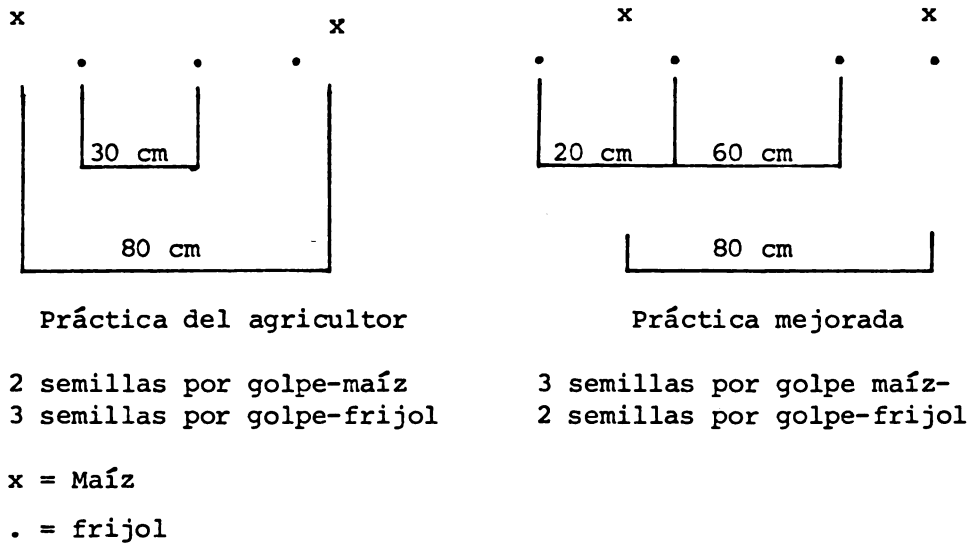 x x x x
. . . . . . .
30 cm 20 cm 60 cm
80 cm 80 cm
Práctica del agricultor
2 semillas por golpe-maíz
3 semillas por golpe-frijol
Práctica mejorada
3 semillas por golpe maíz-
2 semillas por golpe-frijol
x = Maíz
. = frijol